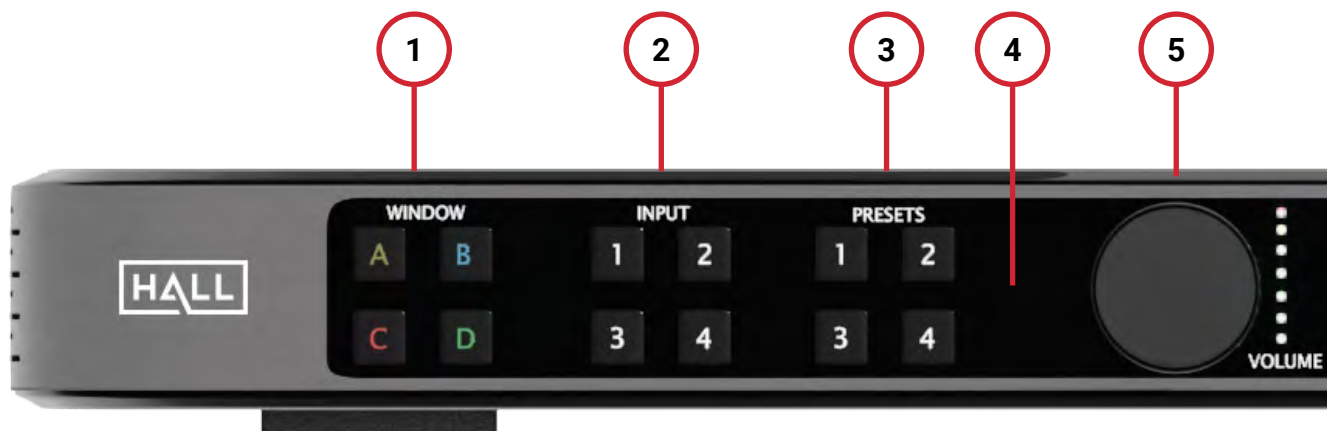 1 2 3 4 5
WINDOW INPUT PRESETS
A B 1 2 1 2
HALL
C D 3 4 3 4
VOLUME